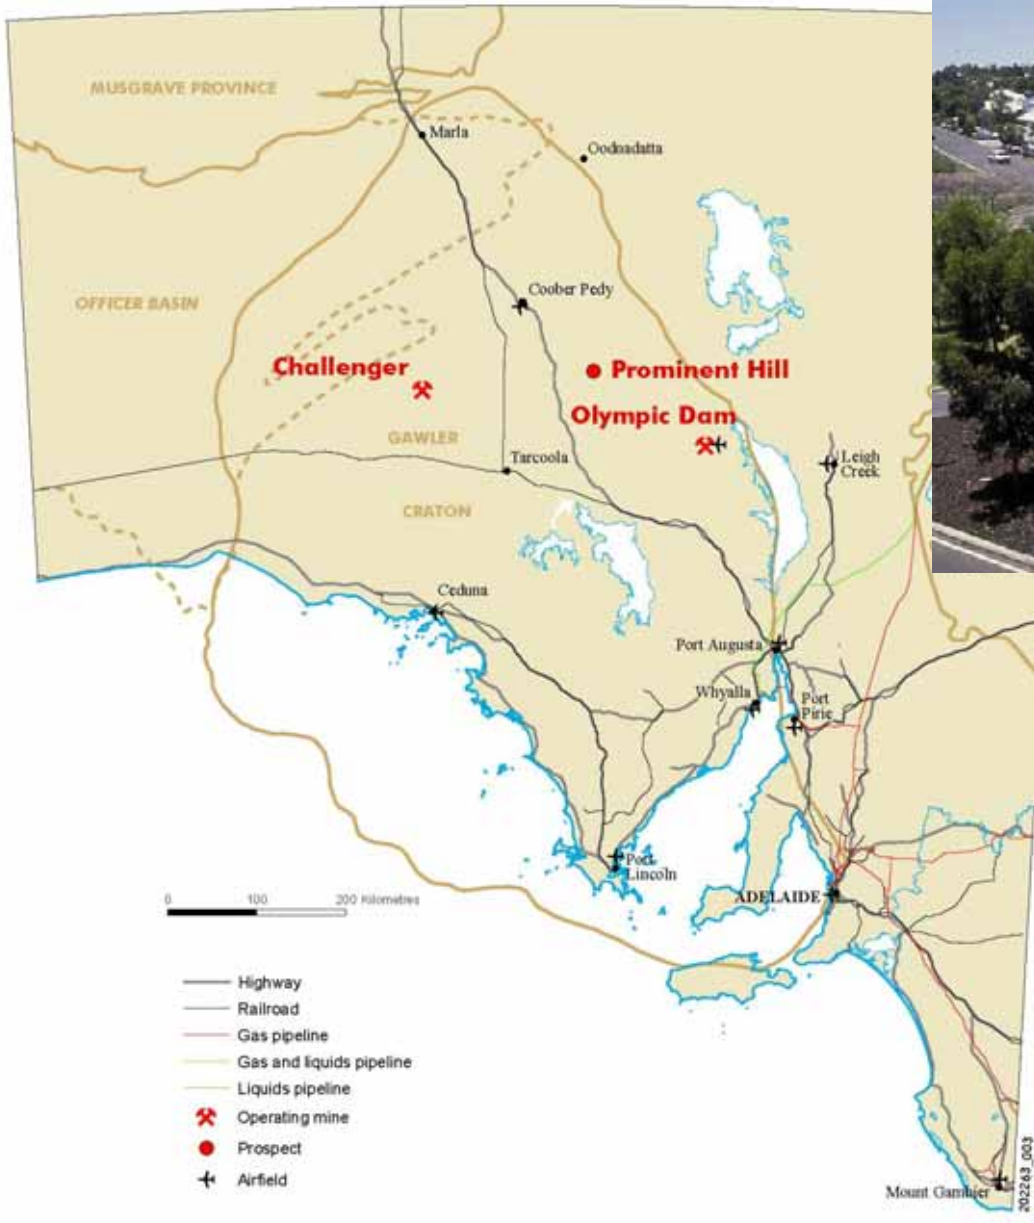 MUSGRAVE PROVINCE
Marla
Oodnadatta
OFFICER BASIN
Coober Pedy
Challenger
Prominent Hill
Olympic Dam
GAWLER
Tarcoola
Leigh
Creek
CRATON
Ceduna
Port Augusta
Whyalla
Port
Pirie
Port
Lincoln
ADELAIDE
0 100 200 Kilometres
Highway
Railroad
Gas pipeline
Gas and liquids pipeline
Liquids pipeline
Operating mine
Prospect
Airfield
Mount Gambier
202263_003